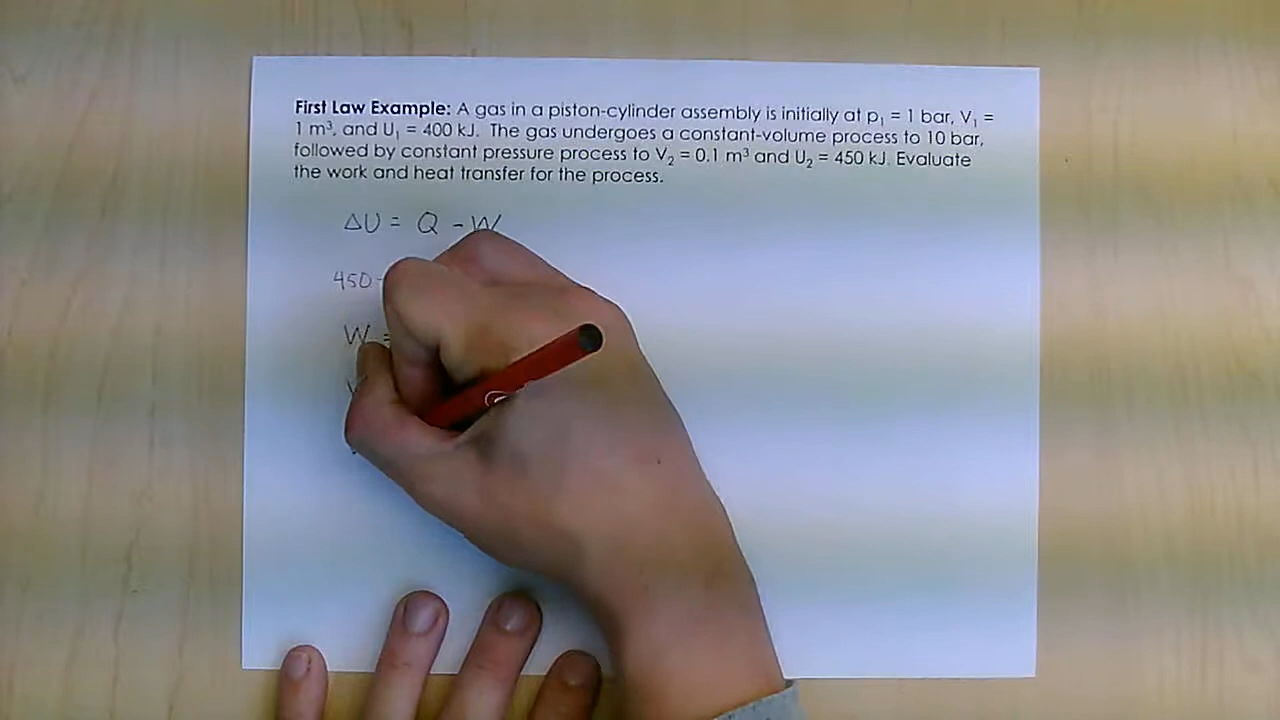 First Law Example: A gas in a piston-cylinder assembly is initially at p₁ = 1 bar, V₁ =
1 m³, and U₁ = 400 kJ. The gas undergoes a constant-volume process to 10 bar,
followed by constant pressure process to V₂ = 0.1 m³ and U₂ = 450 kJ. Evaluate
the work and heat transfer for the process.
ΔU = Q - W
450
W =